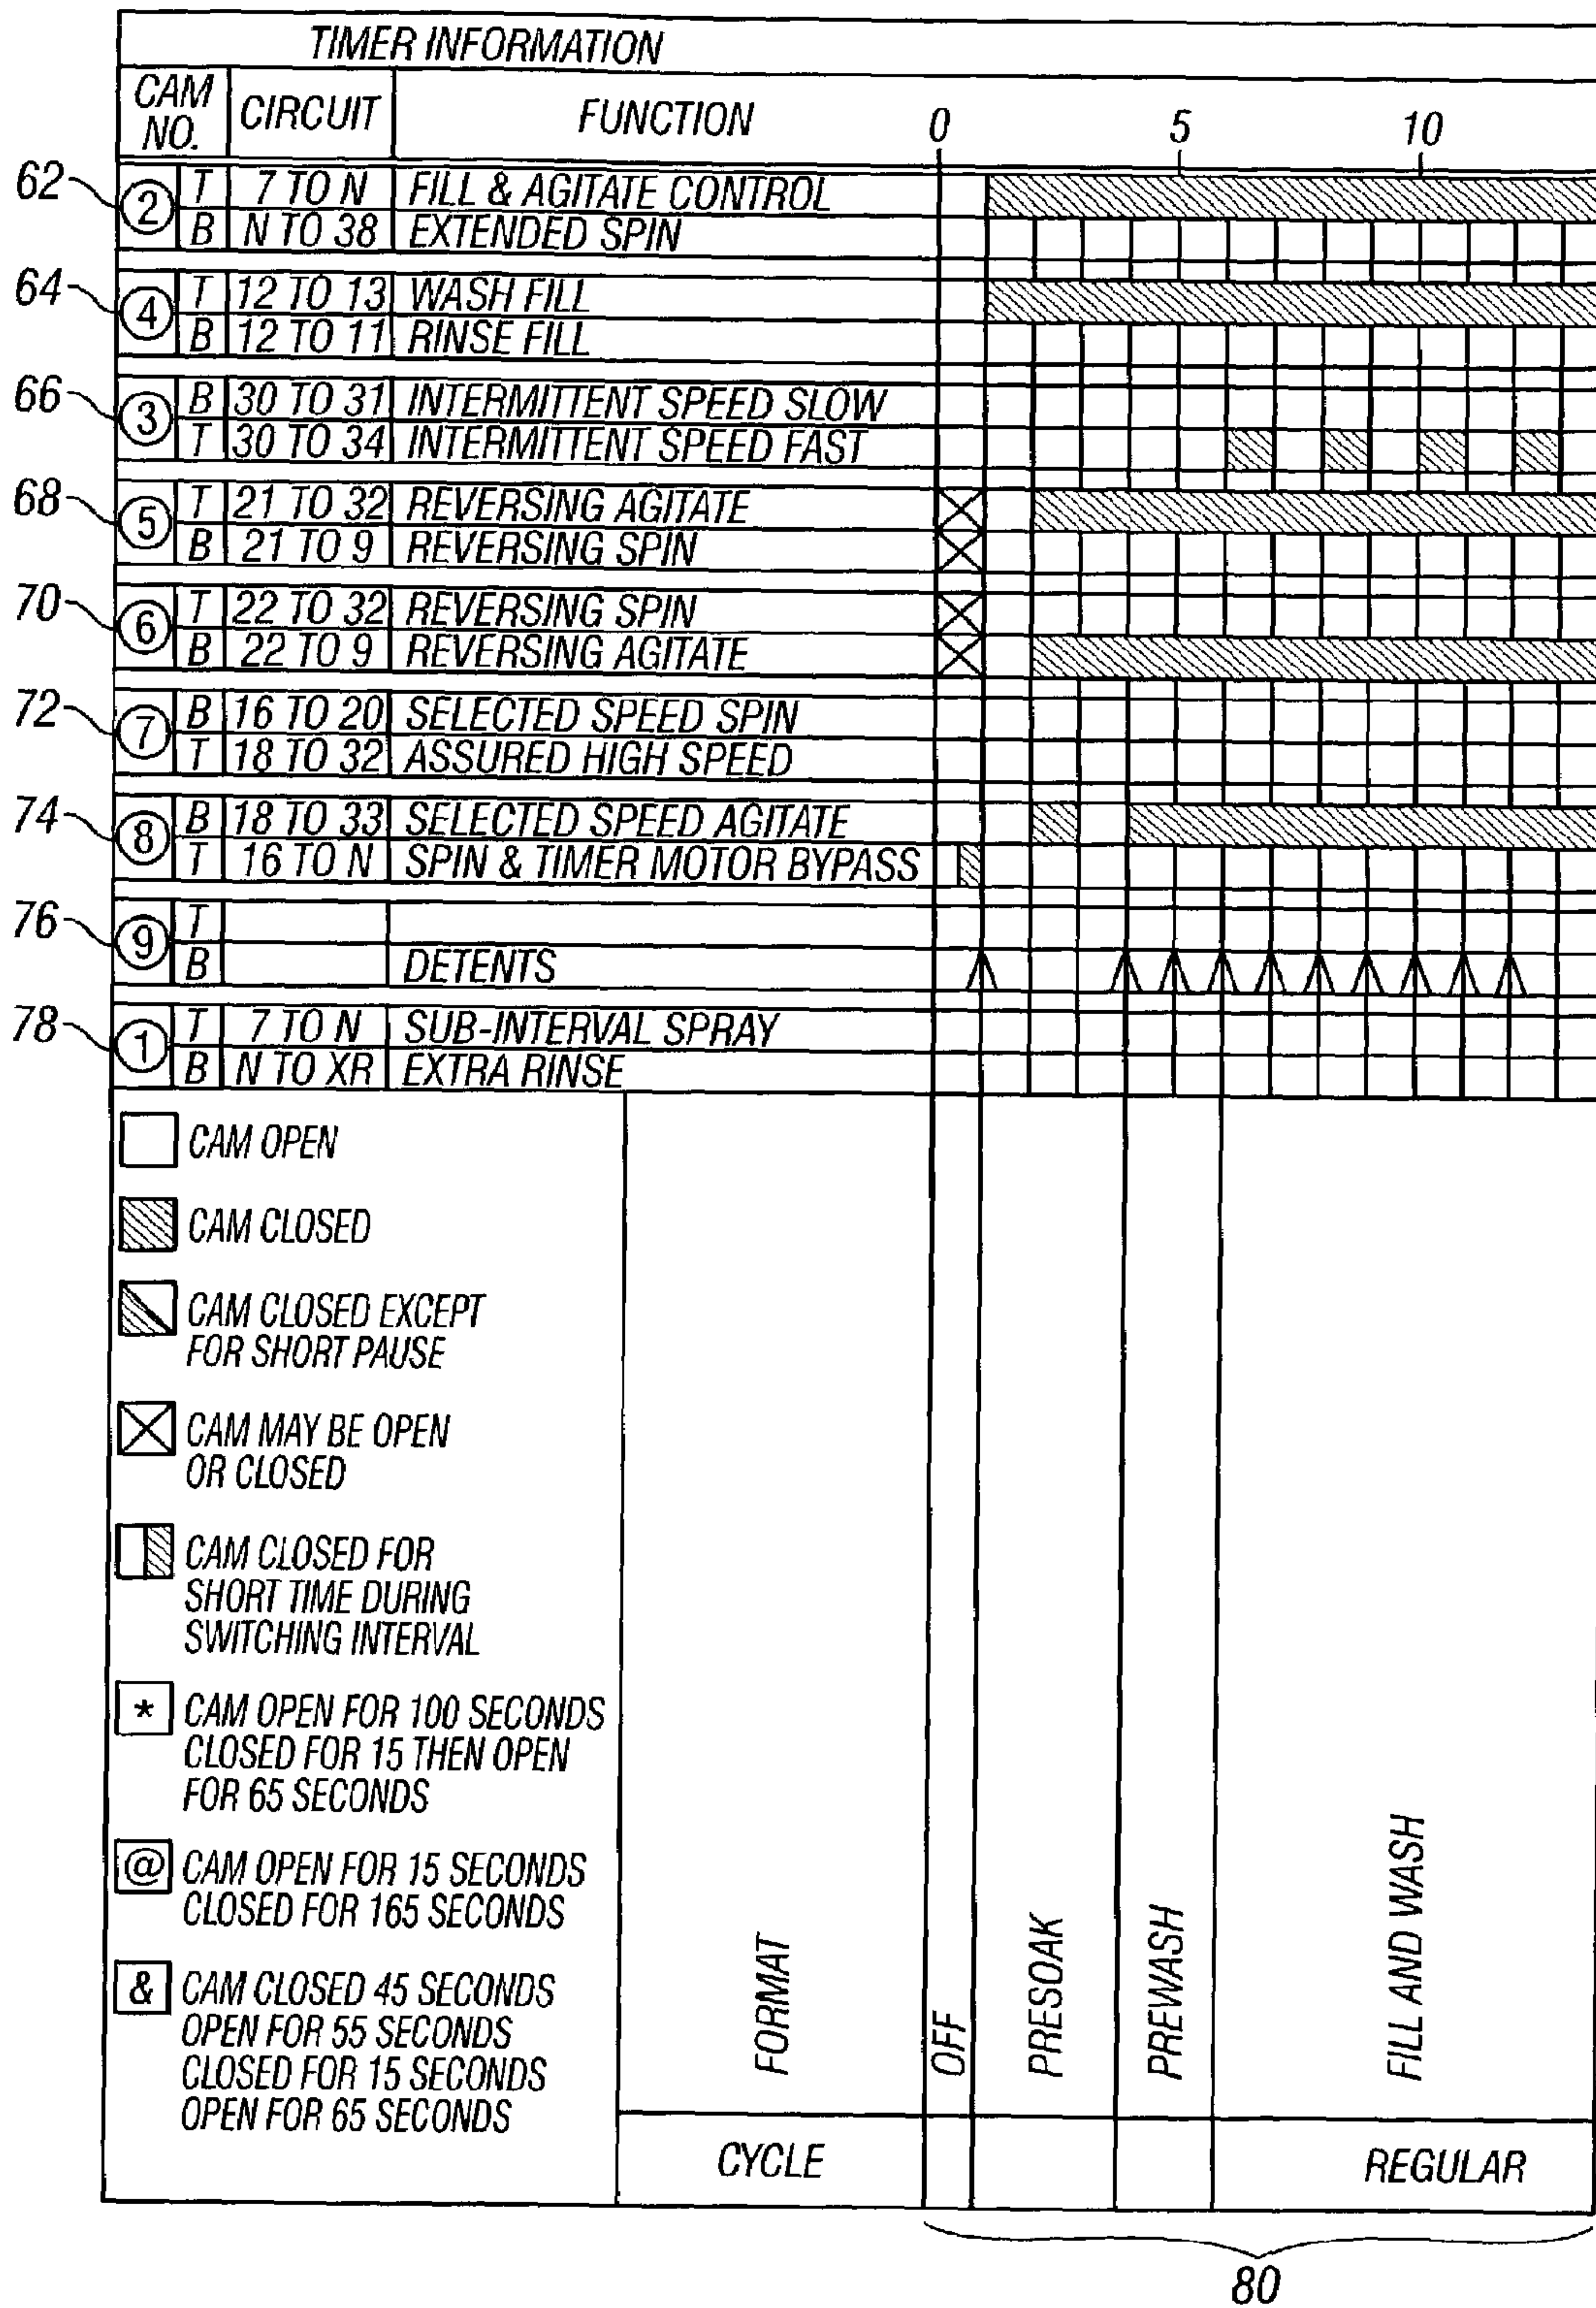 TIMER INFORMATION
CAM NO. CIRCUIT FUNCTION 0 5 10
62 2 T 7 TO N FILL & AGITATE CONTROL
B N TO 38 EXTENDED SPIN
64 4 T 12 TO 13 WASH FILL
B 12 TO 11 RINSE FILL
66 3 B 30 TO 31 INTERMITTENT SPEED SLOW
T 30 TO 34 INTERMITTENT SPEED FAST
68 5 T 21 TO 32 REVERSING AGITATE
B 21 TO 9 REVERSING SPIN
70 6 T 22 TO 32 REVERSING SPIN
B 22 TO 9 REVERSING AGITATE
72 7 B 16 TO 20 SELECTED SPEED SPIN
T 18 TO 32 ASSURED HIGH SPEED
74 8 B 18 TO 33 SELECTED SPEED AGITATE
T 16 TO N SPIN & TIMER MOTOR BYPASS
76 9 T
B DETENTS
78 1 T 7 TO N SUB-INTERVAL SPRAY
B N TO XR EXTRA RINSE
CAM OPEN
CAM CLOSED
CAM CLOSED EXCEPT
FOR SHORT PAUSE
CAM MAY BE OPEN
OR CLOSED
CAM CLOSED FOR
SHORT TIME DURING
SWITCHING INTERVAL
* CAM OPEN FOR 100 SECONDS
CLOSED FOR 15 THEN OPEN
FOR 65 SECONDS
@ CAM OPEN FOR 15 SECONDS
CLOSED FOR 165 SECONDS
& CAM CLOSED 45 SECONDS
OPEN FOR 55 SECONDS
CLOSED FOR 15 SECONDS
OPEN FOR 65 SECONDS
FORMAT
OFF
PRESOAK
PREWASH
FILL AND WASH
CYCLE
REGULAR
80